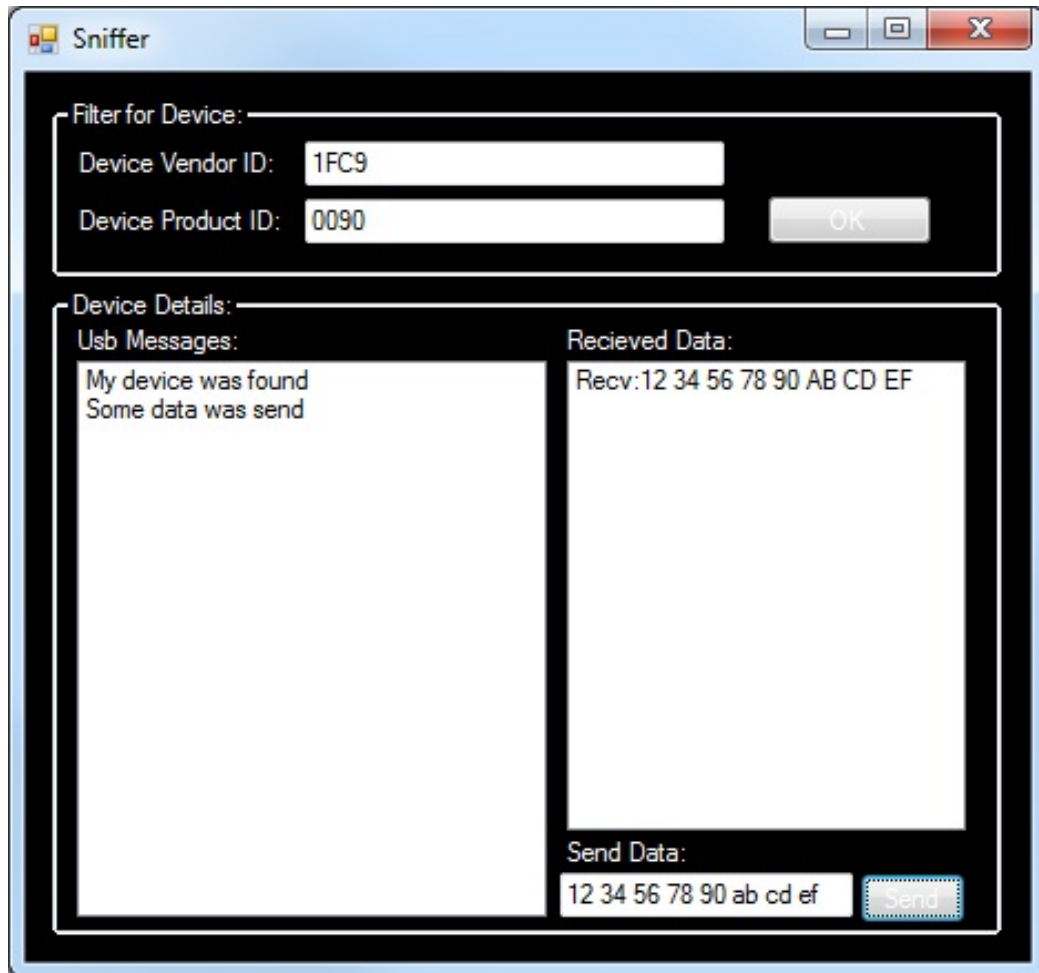 Sniffer
Filter for Device:
Device Vendor ID: 1FC9
Device Product ID: 0090 OK
Device Details:
Usb Messages:
My device was found
Some data was send
Recieved Data:
Recv:12 34 56 78 90 AB CD EF
Send Data:
12 34 56 78 90 ab cd ef Send